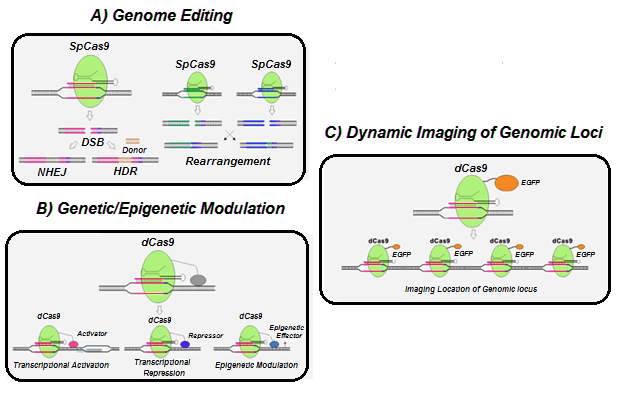 A) Genome Editing
SpCas9
SpCas9
SpCas9
DSB
Donor
NHEJ
HDR
Rearrangement
B) Genetic/Epigenetic Modulation
dCas9
dCas9
Activator
Transcriptional Activation
dCas9
Repressor
Transcriptional
Repression
dCas9
Epigenetic
Effector
Epigenetic Modulation
C) Dynamic Imaging of Genomic Loci
dCas9
EGFP
dCas9
EGFP
dCas9
EGFP
dCas9
EGFP
dCas9
EGFP
Imaging Location of Genomic locus